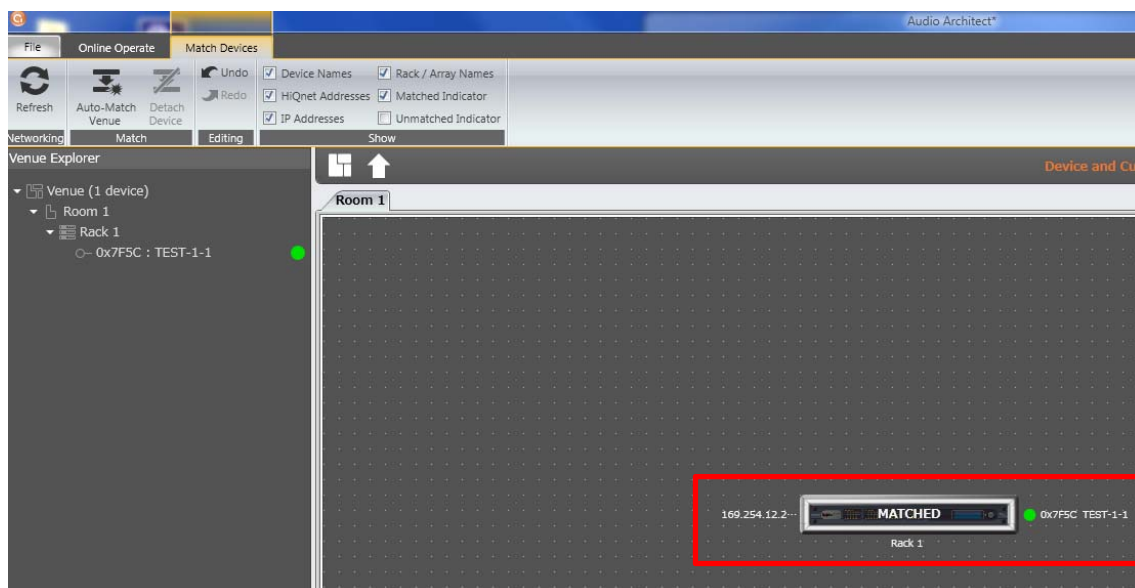 Audio Architect*
File Online Operate Match Devices
Refresh
Auto-Match Venue
Detach Device
Undo
Redo
Device Names
Rack / Array Names
HiQnet Addresses
Matched Indicator
IP Addresses
Unmatched Indicator
Networking Match Editing Show
Venue Explorer
Device and Cu
Venue (1 device)
Room 1
Rack 1
0x7F5C : TEST-1-1
Room 1
169.254.12.2··· MATCHED 0x7F5C TEST-1-1
Rack 1